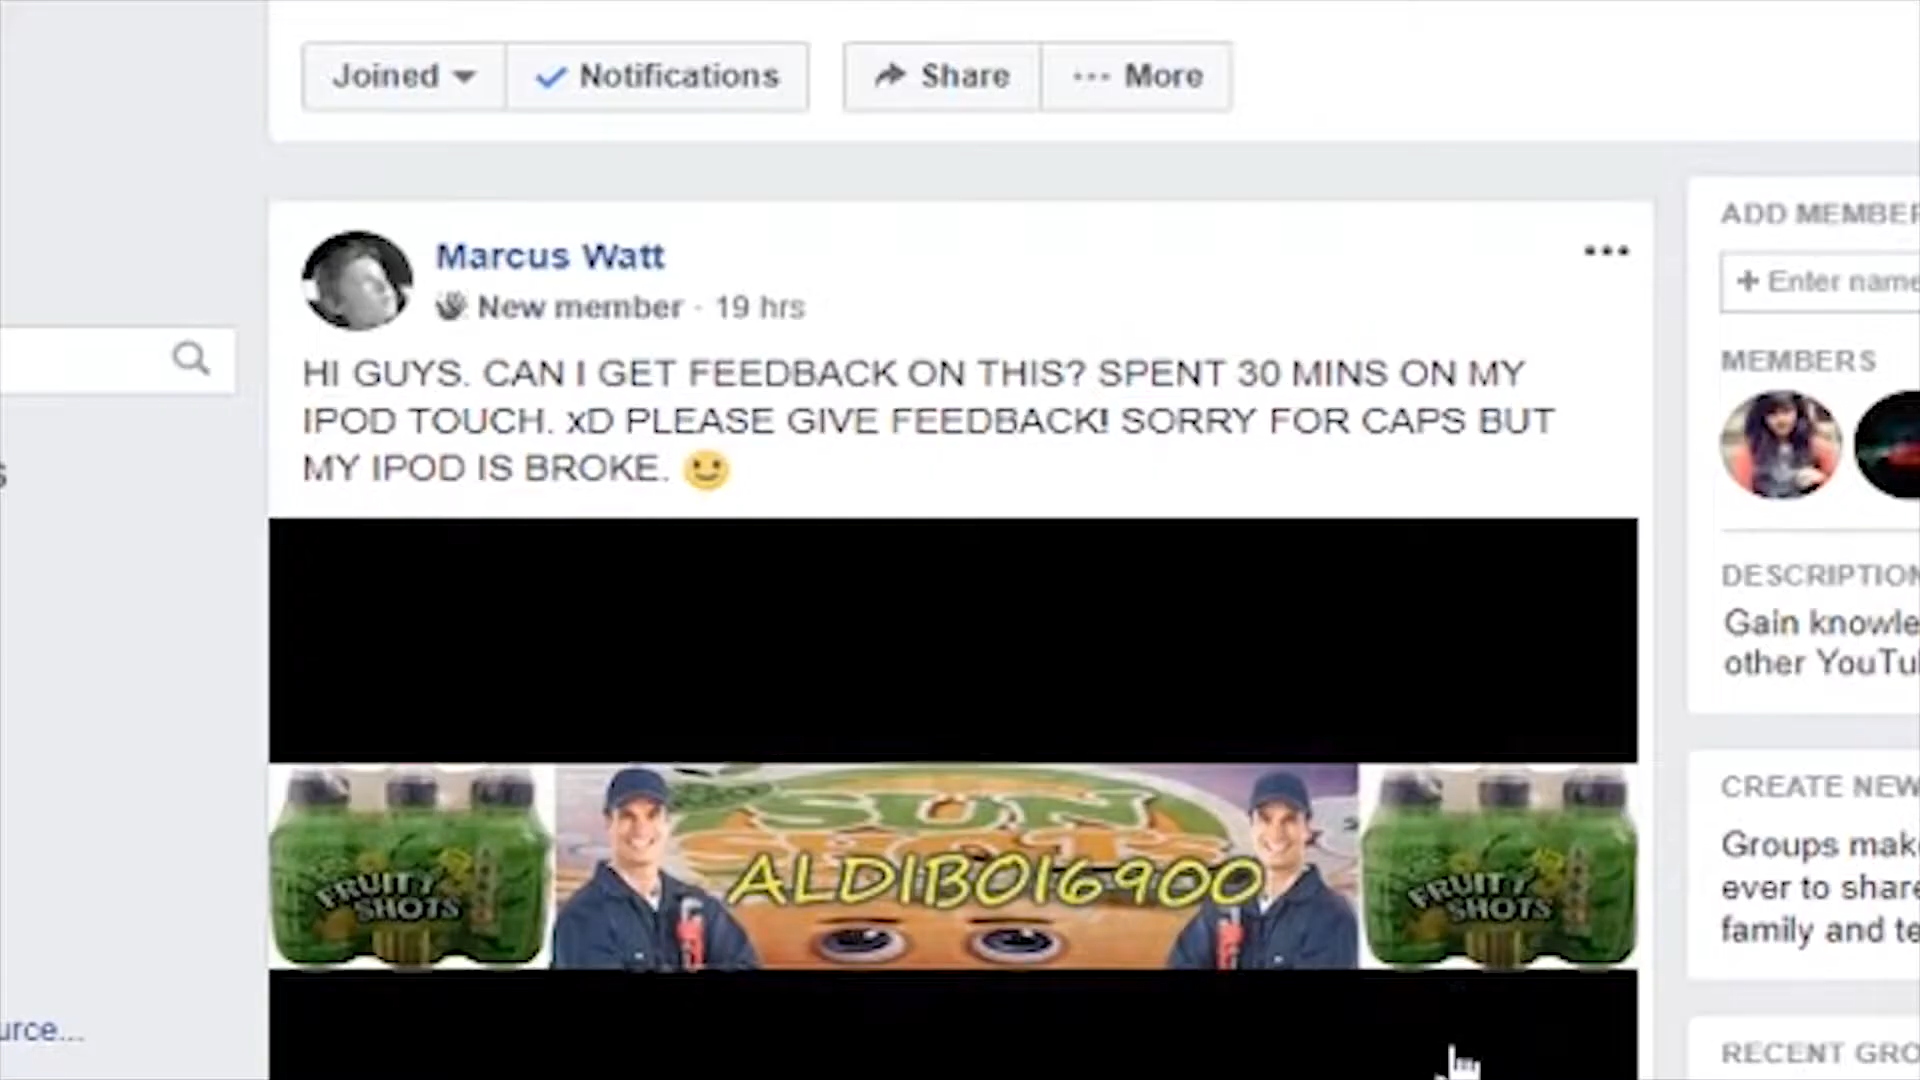 Joined
Notifications
Share
More
Marcus Watt
New member · 19 hrs
HI GUYS. CAN I GET FEEDBACK ON THIS? SPENT 30 MINS ON MY
IPOD TOUCH. xD PLEASE GIVE FEEDBACK! SORRY FOR CAPS BUT
MY IPOD IS BROKE.
SUN
ALDIBOI6900
FRUITY
SHOTS
FRUITY
SHOTS
ADD MEMBER
+ Enter name
MEMBERS
DESCRIPTION
Gain knowle
other YouTu
CREATE NEW
Groups mak
ever to share
family and te
RECENT GRO
urce...